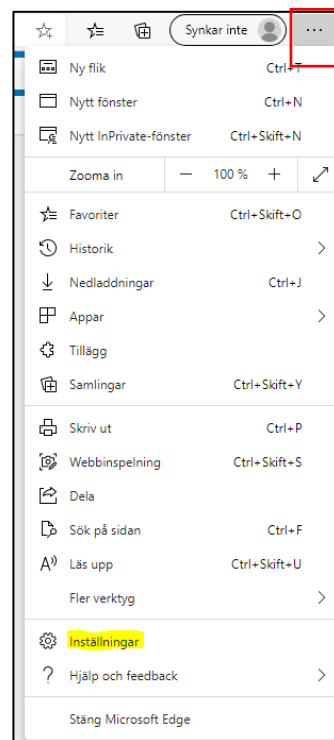 Synkar inte
Ny flik Ctrl+T
Nytt fönster Ctrl+N
Nytt InPrivate-fönster Ctrl+Skift+N
Zooma in — 100 % +
Favoriter Ctrl+Skift+O
Historik
Nedladdningar Ctrl+J
Appar
Tillägg
Samlingar Ctrl+Skift+Y
Skriv ut Ctrl+P
Webbinspelning Ctrl+Skift+S
Dela
Sök på sidan Ctrl+F
Läs upp Ctrl+Skift+U
Fler verktyg
Inställningar
Hjälp och feedback
Stäng Microsoft Edge